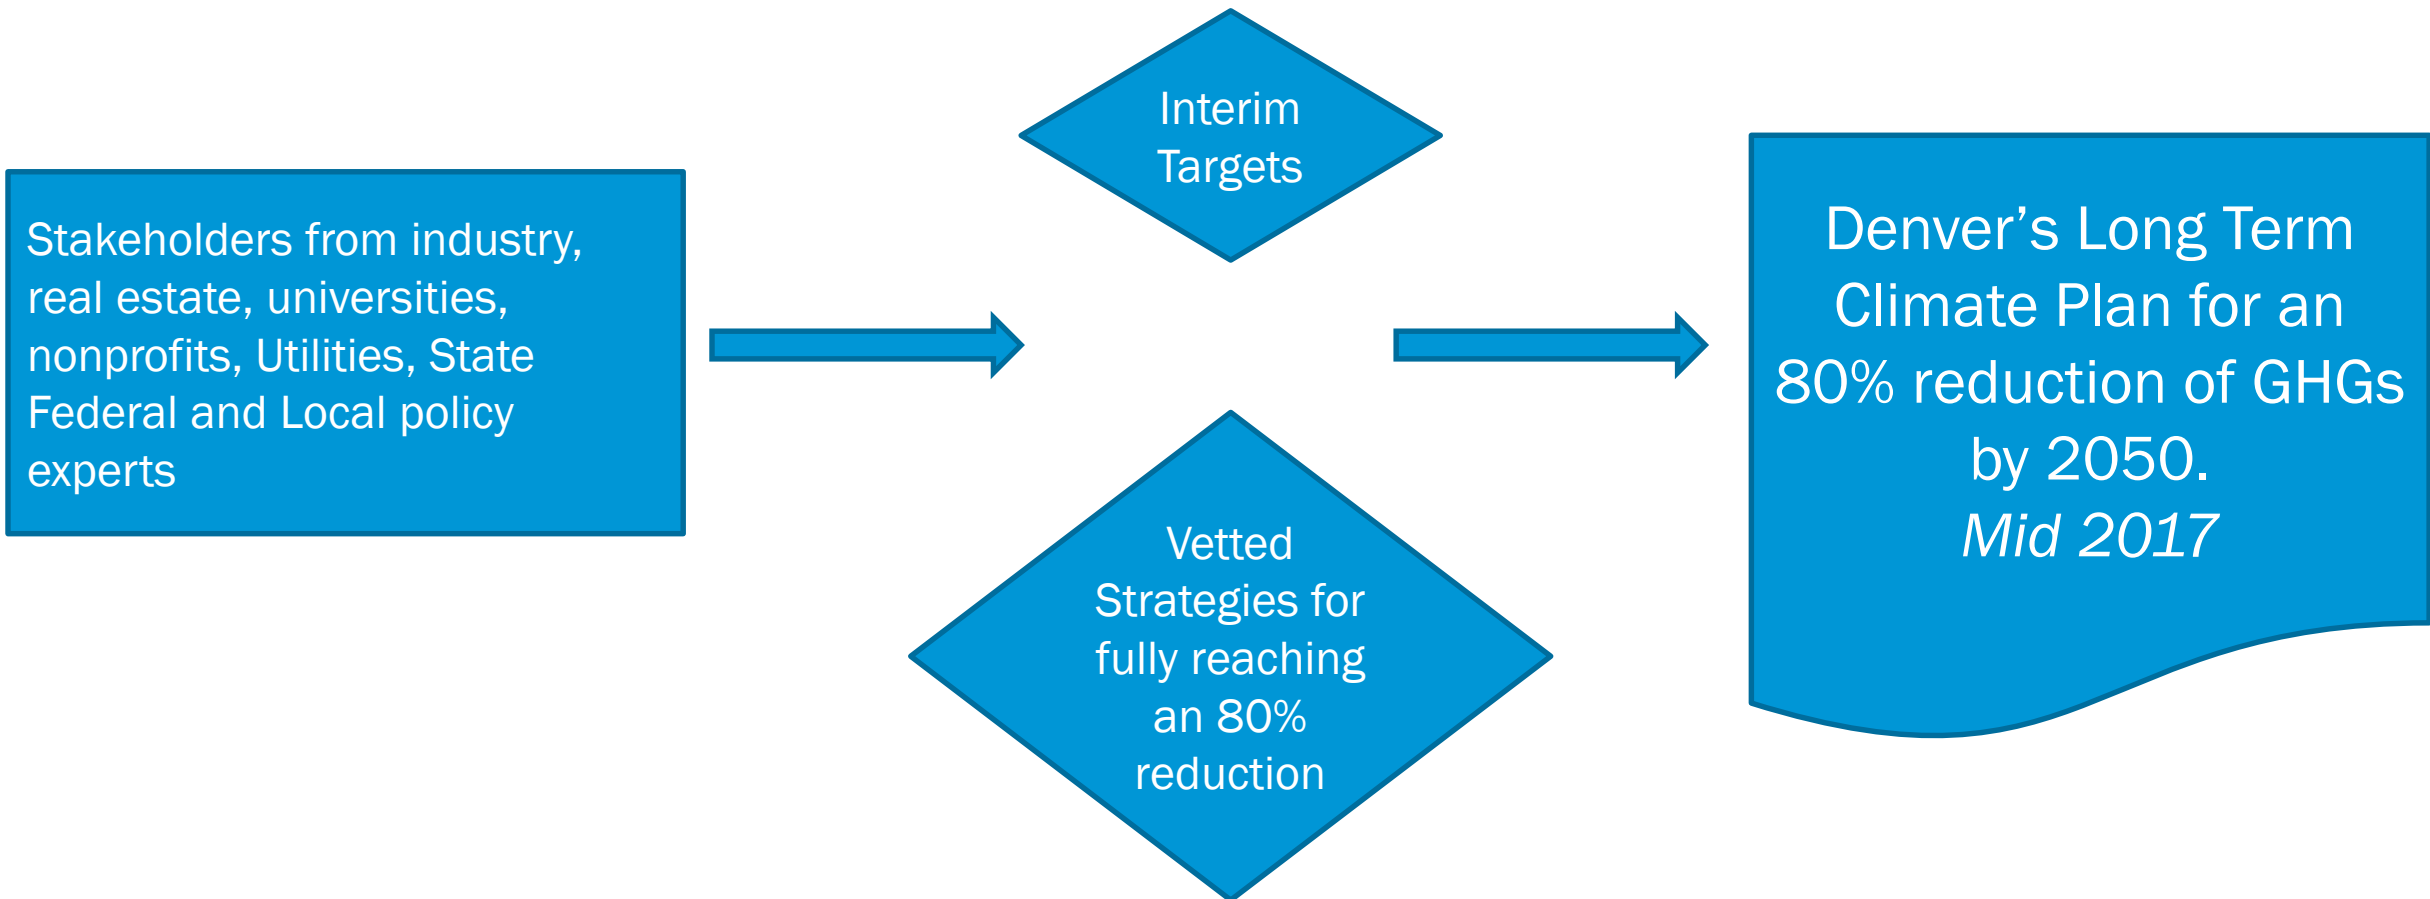 Stakeholders from industry,
real estate, universities,
nonprofits, Utilities, State
Federal and Local policy
experts
Interim
Targets
Vetted
Strategies for
fully reaching
an 80%
reduction
Denver’s Long Term
Climate Plan for an
80% reduction of GHGs
by 2050.
Mid 2017